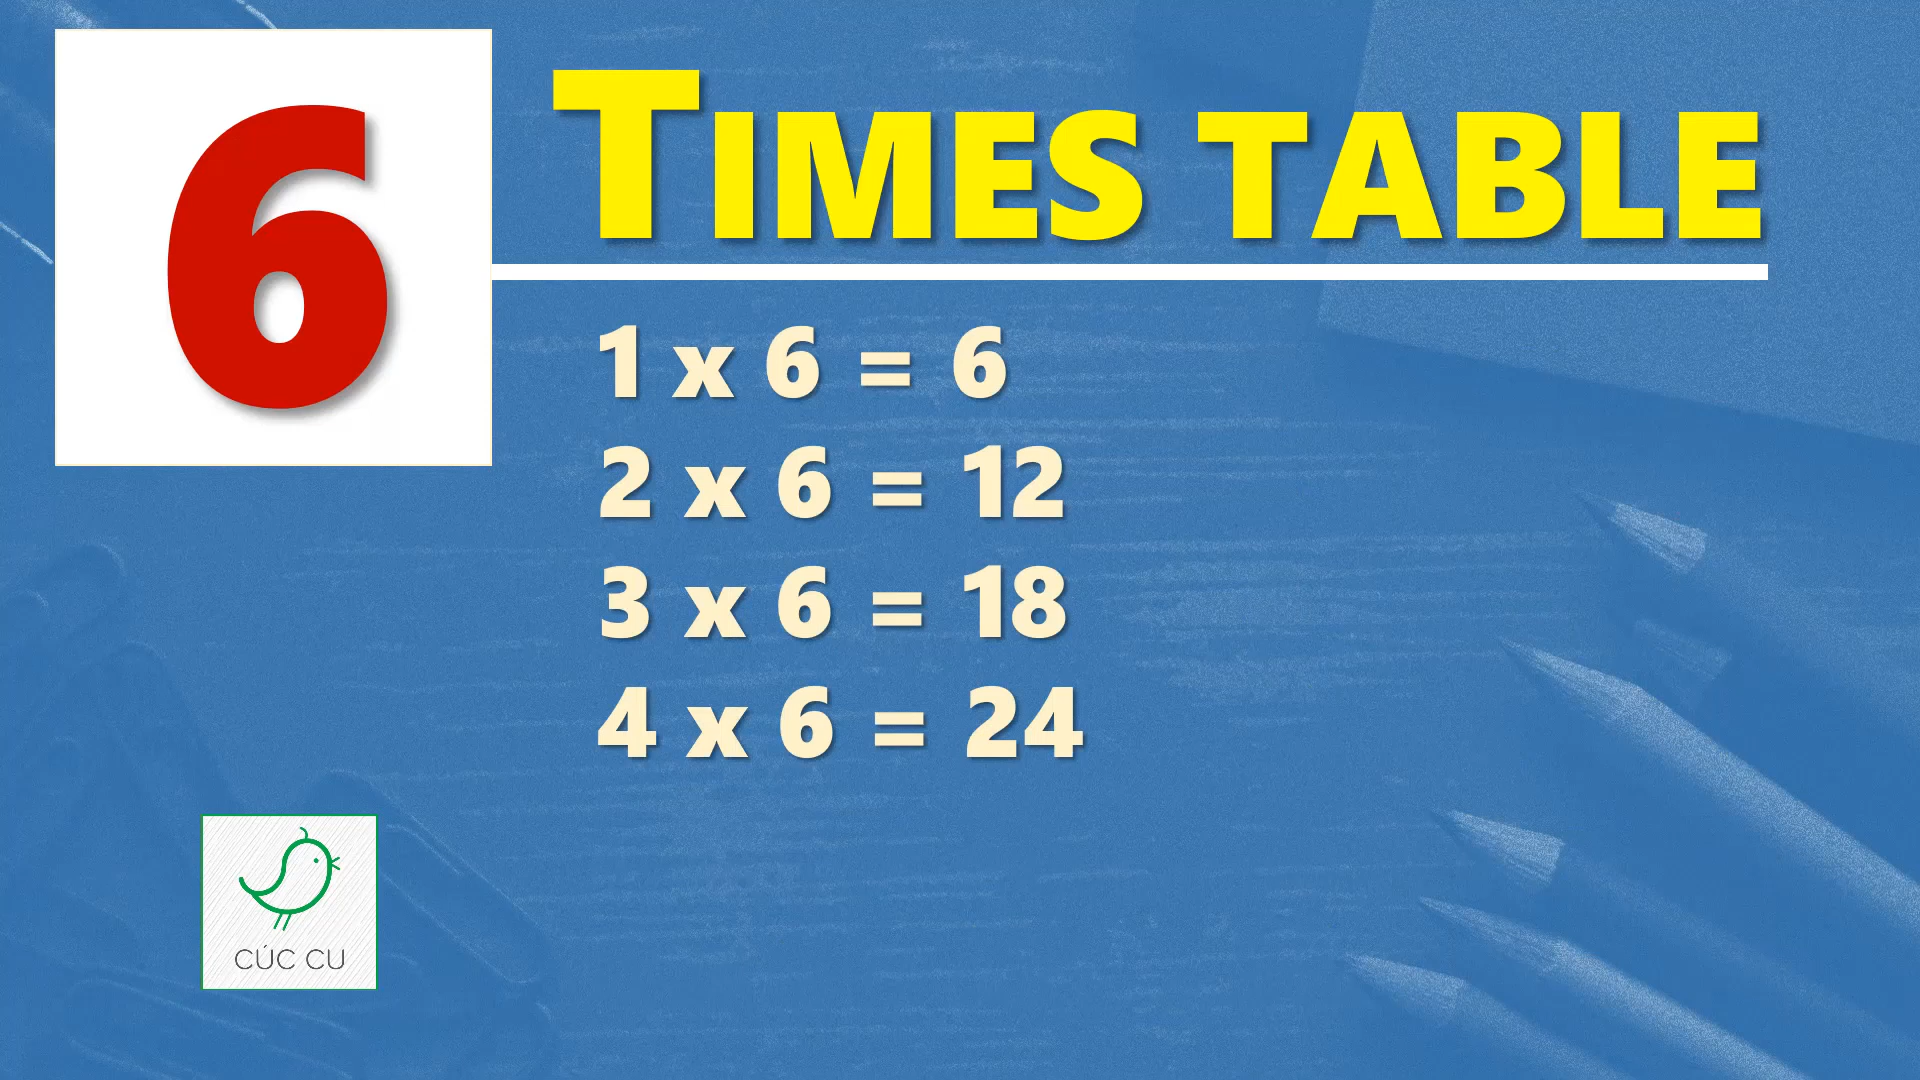 6
TIMES TABLE
1 x 6 = 6
2 x 6 = 12
3 x 6 = 18
4 x 6 = 24
CÚC CU